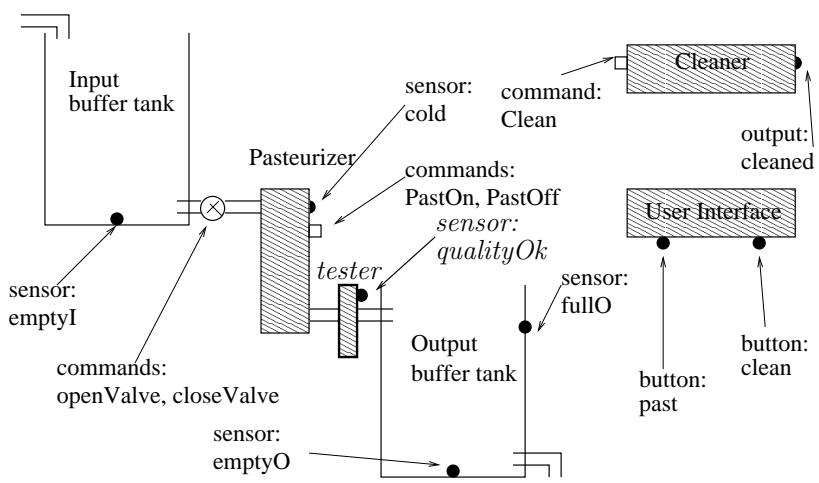 Input
buffer tank
sensor:
cold
command:
Clean
Cleaner
output:
cleaned
Pasteurizer
commands:
PastOn, PastOff
sensor:
qualityOk
tester
User Interface
sensor:
emptyI
sensor:
fullO
commands:
openValve, closeValve
Output
buffer tank
button:
past
button:
clean
sensor:
emptyO